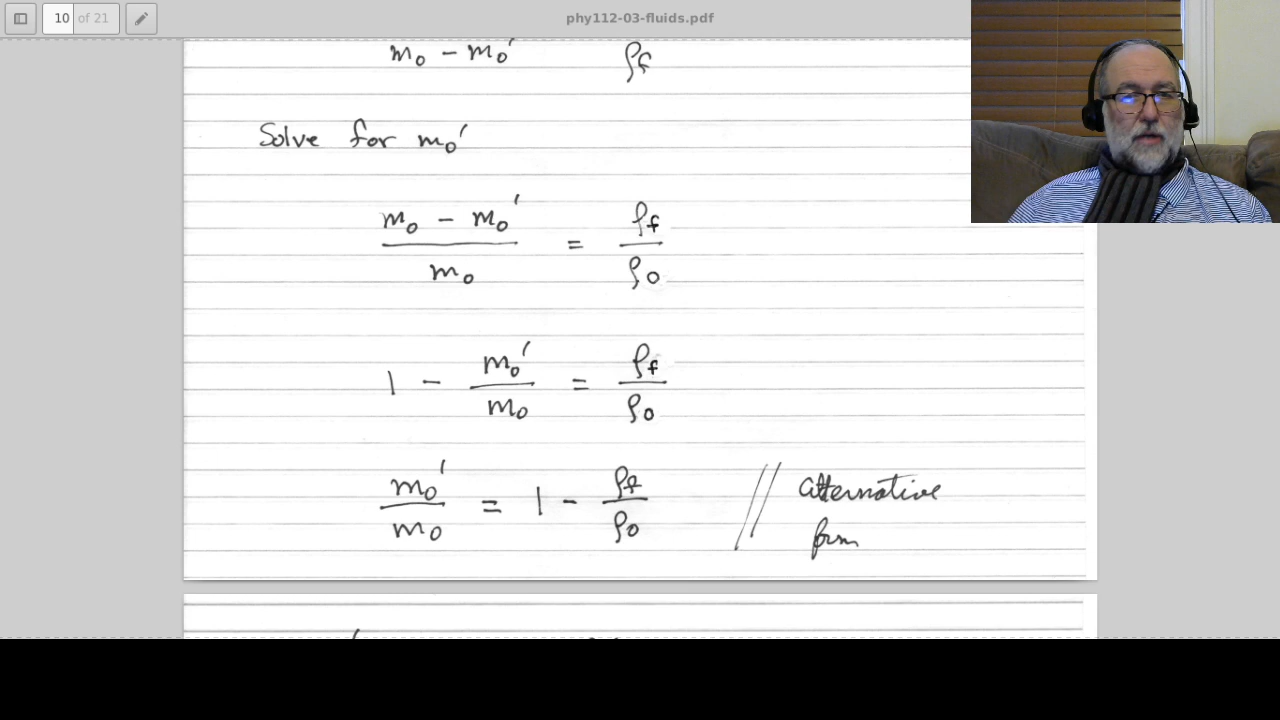 10 of 21
phy112-03-fluids.pdf
m₀ - m₀′ ρf
Solve for m₀′
(m₀ - m₀′)/m₀ = ρf/ρ₀
1 - m₀′/m₀ = ρf/ρ₀
m₀′/m₀ = 1 - ρf/ρ₀ // alternative
form